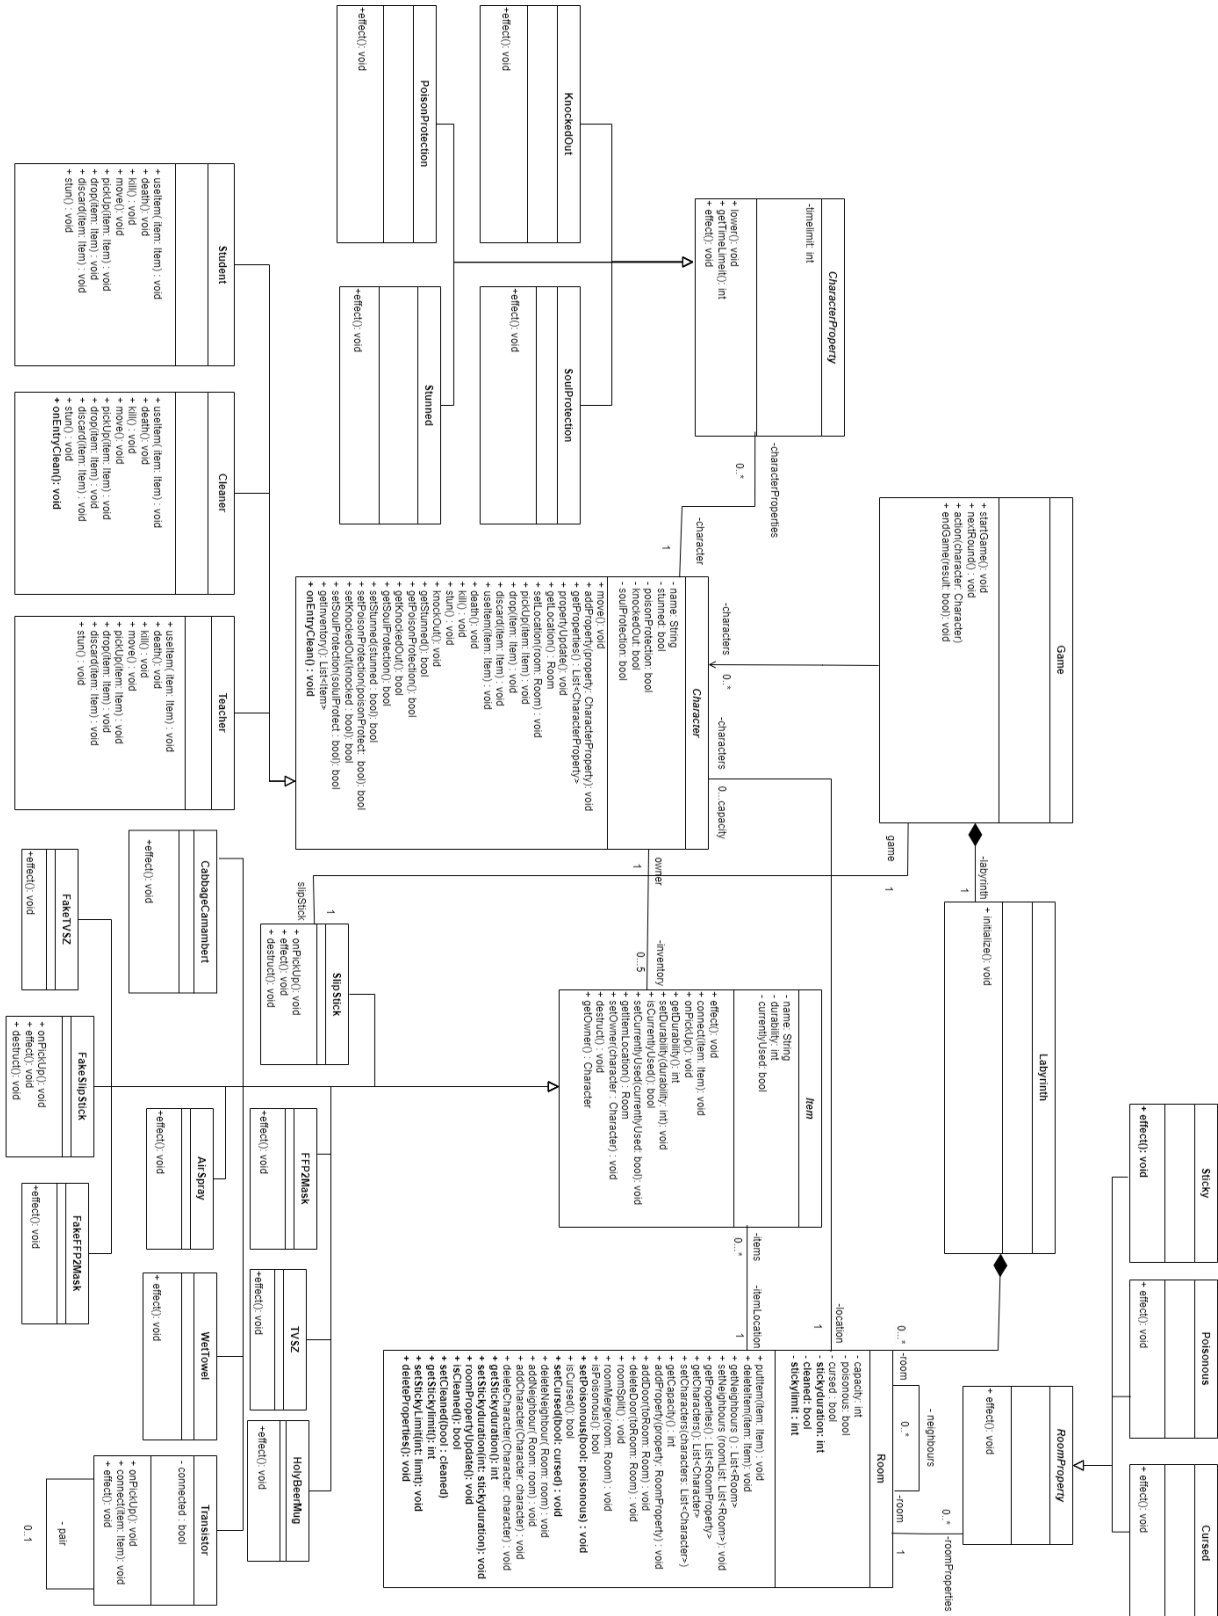 Game
+ startGame(): void
+ nextRound() : void
+ action(character: Character)
+ endGame(result: bool): void
-labyrinth
1
Labyrinth
+ initialize(): void
Sticky
+ effect(): void
Poisonous
+ effect(): void
Cursed
+ effect(): void
RoomProperty
+ effect(): void
0..*
-roomProperties
-room
1
- neighbours
0..*
0..*
-room
CharacterProperty
-timelimit: int
+ lower(): void
+ getTimeLimeit(): int
+ effect(): void
-characterProperties
0..*
-character
1
-characters
0..*
-characters
0...capacity
game
1
-location
1
KnockedOut
+effect(): void
SoulProtection
+effect(): void
PoisonProtection
+effect(): void
Stunned
+effect(): void
Character
- name: String
- stunned: bool
- poisonProtection: bool
- knockedOut: bool
- soulProtection: bool
+ move(): void
+ addProperty(property: CharacterProperty): void
+ getProperties() : List<CharacterProperty>
+ propertyUpdate(): void
+ getLocation() : Room
+ setLocation(room: Room) : void
+ pickUp(item: Item) : void
+ drop(item: Item) : void
+ discard(item: Item) : void
+ useItem(item: Item) : void
+ death(): void
+ kill() : void
+ stun() : void
+ knockOut(): void
+ getStunned(): bool
+ getPoisonProtection(): bool
+ getKnockedOut(): bool
+ getSoulProtection(): bool
+ setStunned(stunned : bool): bool
+ setPoisonProtection(poisonProtect: bool): bool
+ setKnockedOut(knocked : bool): bool
+ setSoulProtection(solulProtect : bool): bool
+ getInventory(): List<Item>
+ onEntryClean() : void
owner
1
-inventory
0...5
Item
- name: String
- durability: int
- currentlyUsed: bool
+ effect(): void
+ connect(item: Item): void
+ onPickUp(): void
+ getDurability(): int
+ setDurability(durability: int): void
+ isCurrentlyUsed(): bool
+ setCurrentlyUsed(currentlyUsed: bool): void
+ getItemLocation() : Room
+ setOwner(character : Character) : void
+ destruct() : void
+ getOwner() : Character
-items
0...*
-itemLocation
1
Room
- capacity: int
- poisonous: bool
- cursed : bool
- stickyduration: int
- cleaned: bool
- stickylimit : int
+ putItem(item: Item) : void
+ deleteItem(item: Item): void
+ getNeighbours () : List<Room>
+ setNeighbours (roomList: List<Room>): void
+ getProperties() : List<RoomProperty>
+ getCharacters(): List<Character>
+ setCharacters(characters: List<Character>)
+ getCapacity() : int
+ addProperty(property: RoomProperty) : void
+ addDoor(toRoom: Room) : void
+ deleteDoor(toRoom: Room) : void
+ roomSplit() : void
+ roomMerge(room: Room) : void
+ isPoisonous(): bool
+ setPoisonous(bool: poisonous) : void
+ isCursed(): bool
+ setCursed(bool: cursed) : void
+ deleteNeighbour( Room: room) : void
+ addNeighbour( Room: room) : void
+ addCharacter(Character: character) : void
+ deleteCharacter(Character: character) : void
+ getStickyduration(): int
+ setStickyduration(int: stickyduration): void
+ roomPropertyUpdate(): void
+ isCleaned(): bool
+ setCleaned(bool : cleaned)
+ getStickylimit(): int
+ setStickyLimit(int: limit): void
+ deleteProperties(): void
Student
+ useItem( item: Item) : void
+ death(): void
+ kill() : void
+ move(): void
+ pickUp(item: Item) : void
+ drop(item: Item) : void
+ discard(item: Item) : void
+ stun() : void
Cleaner
+ useItem( item: Item) : void
+ death(): void
+ kill() : void
+ move(): void
+ pickUp(item: Item) : void
+ drop(item: Item) : void
+ discard(item: Item) : void
+ stun() : void
+ onEntryClean(): void
Teacher
+ useItem( item: Item) : void
+ death(): void
+ kill() : void
+ move(): void
+ pickUp(item: Item) : void
+ drop(item: Item) : void
+ discard(item: Item) : void
+ stun() : void
slipStick
1
SlipStick
+ onPickUp(): void
+ effect(): void
+ destruct(): void
FFP2Mask
+effect(): void
TVSZ
+effect(): void
HolyBeerMug
+effect(): void
CabbageCamambert
+effect(): void
AirSpray
+effect(): void
WetTowel
+ effect(): void
Transistor
- connected : bool
+ onPickUp(): void
+ connect(item: Item): void
+ effect(): void
- pair
0..1
FakeTVSZ
+effect(): void
FakeSlipStick
+ onPickUp(): void
+ effect(): void
+ destruct(): void
FakeFFP2Mask
+effect(): void